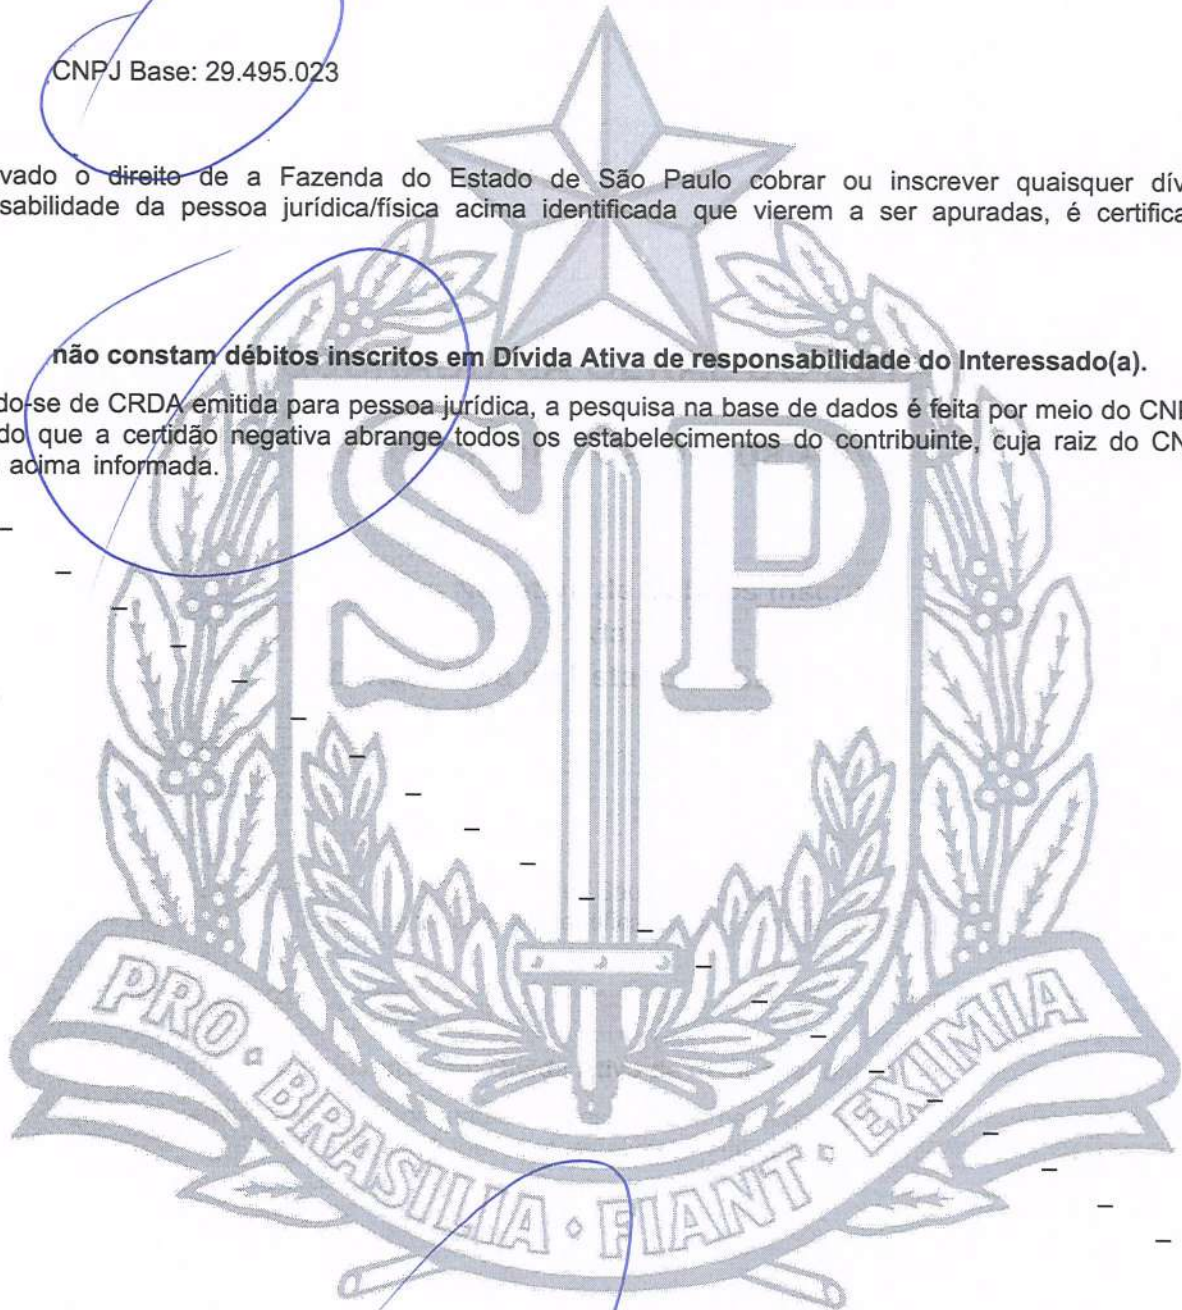 CNPJ Base: 29.495.023
vado o direito de a Fazenda do Estado de São Paulo cobrar ou inscrever quaisquer dív
sabilidade da pessoa jurídica/física acima identificada que vierem a ser apuradas, é certifica
não constam débitos inscritos em Dívida Ativa de responsabilidade do Interessado(a).
do-se de CRDA emitida para pessoa jurídica, a pesquisa na base de dados é feita por meio do CNP
do que a certidão negativa abrange todos os estabelecimentos do contribuinte, cuja raiz do CN
acima informada.
S P
PRO · BRASILIA · FIANT · EXIMIA